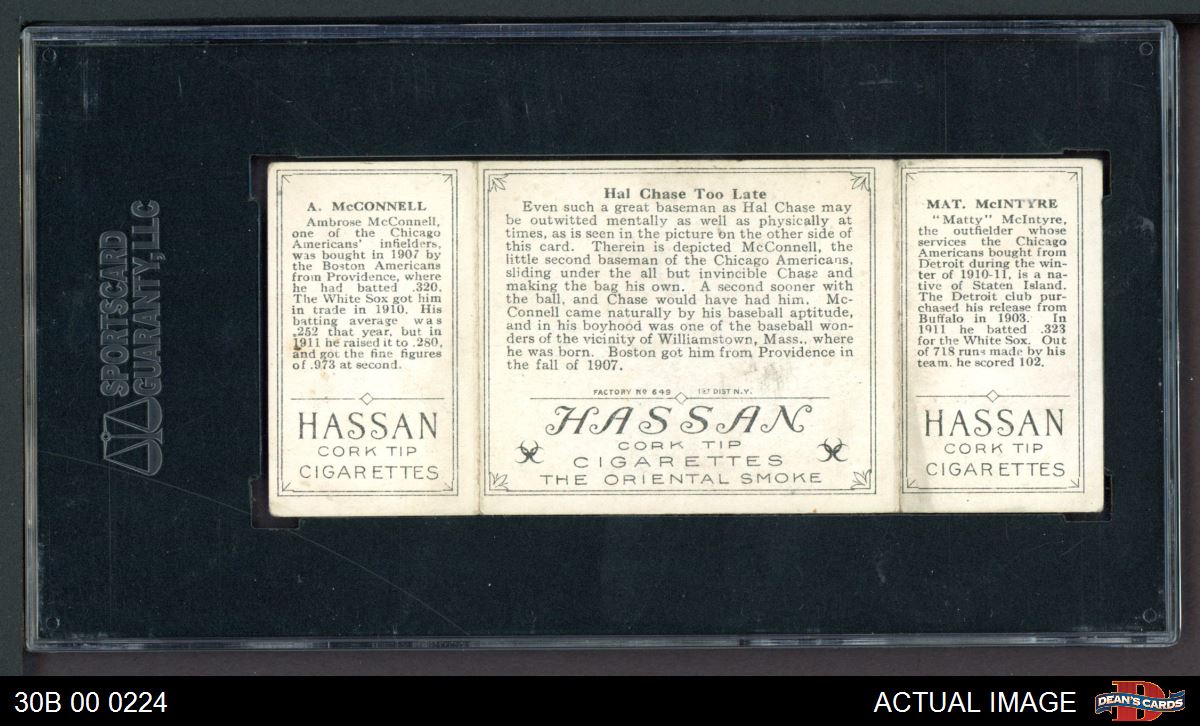 SPORTSCARD
GUARANTY, LLC
A. McCONNELL
Ambrose McConnell,
one of the Chicago
Americans' infielders,
was bought in 1907 by
the Boston Americans
from Providence, where
he had batted .320.
The White Sox got him
in trade in 1910. His
batting average was
.252 that year, but in
1911 he raised it to .280,
and got the fine figures
of .973 at second.
HASSAN
CORK TIP
CIGARETTES
Hal Chase Too Late
Even such a great baseman as Hal Chase may
be outwitted mentally as well as physically at
times, as is seen in the picture on the other side of
this card. Therein is depicted McConnell, the
little second baseman of the Chicago Americans,
sliding under the all but invincible Chase and
making the bag his own. A second sooner with
the ball, and Chase would have had him. Mc-
Connell came naturally by his baseball aptitude,
and in his boyhood was one of the baseball won-
ders of the vicinity of Williamstown, Mass., where
he was born. Boston got him from Providence in
the fall of 1907.
FACTORY No 649 1st DIST N.Y.
HASSAN
CORK TIP
CIGARETTES
THE ORIENTAL SMOKE
MAT. McINTYRE
"Matty" McIntyre,
the outfielder whose
services the Chicago
Americans bought from
Detroit during the win-
ter of 1910-11, is a na-
tive of Staten Island.
The Detroit club pur-
chased his release from
Buffalo in 1903. In
1911 he batted .323
for the White Sox. Out
of 718 runs made by his
team, he scored 102.
HASSAN
CORK TIP
CIGARETTES
30B 00 0224
ACTUAL IMAGE
DEAN'S CARDS